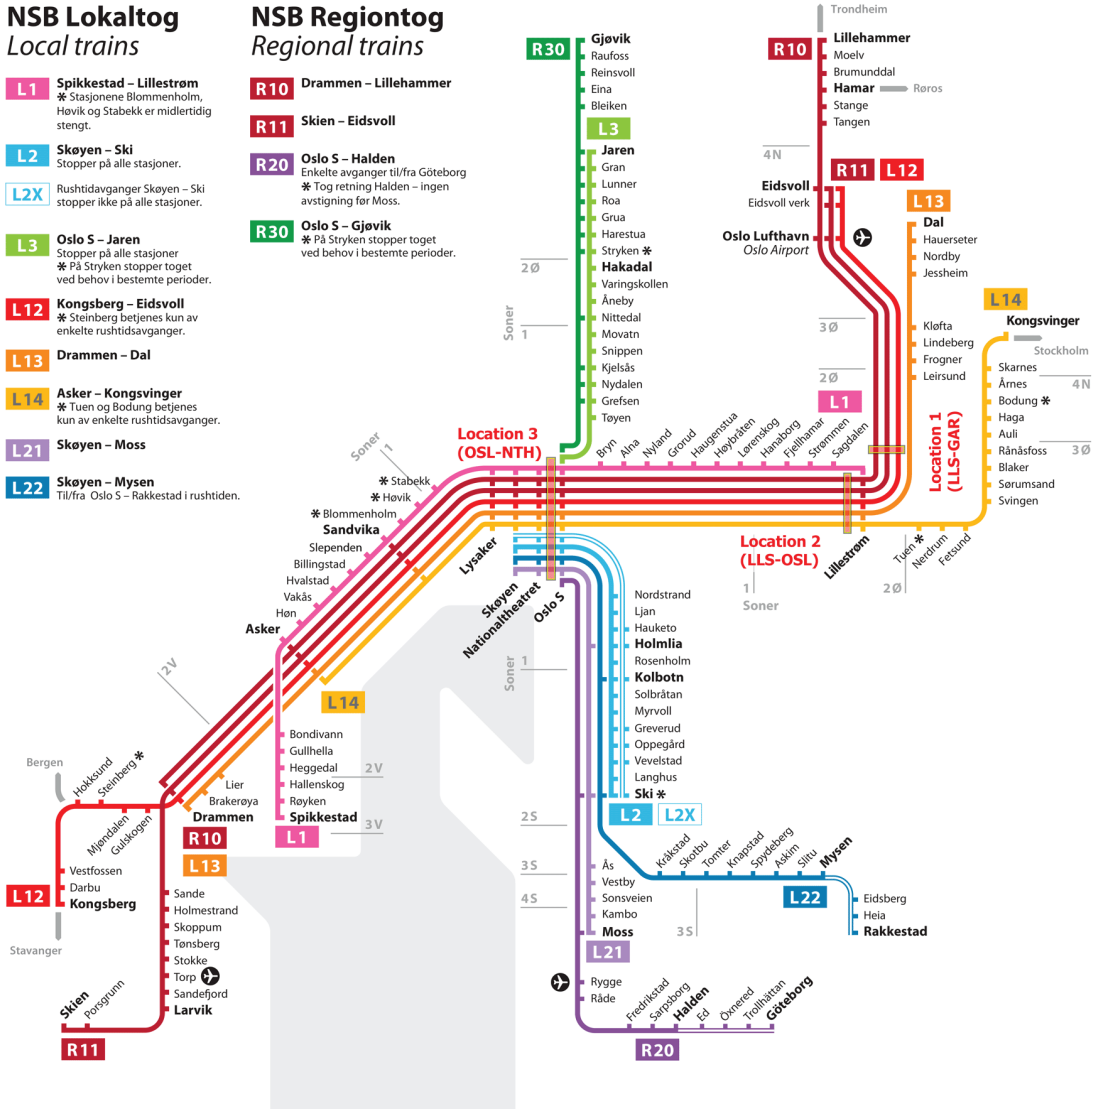 NSB Lokaltog
Local trains
L1
Spikkestad – Lillestrøm
* Stasjonene Blommenholm,
Høvik og Stabekk er midlertidig
stengt.
L2
Skøyen – Ski
Stopper på alle stasjoner.
L2X
Rushtidavganger Skøyen – Ski
stopper ikke på alle stasjoner.
L3
Oslo S – Jaren
Stopper på alle stasjoner
* På Stryken stopper toget
ved behov i bestemte perioder.
L12
Kongsberg – Eidsvoll
* Steinberg betjenes kun av
enkelte rushtidsavganger.
L13
Drammen – Dal
L14
Asker – Kongsvinger
* Tuen og Bodung betjenes
kun av enkelte rushtidsavganger.
L21
Skøyen – Moss
L22
Skøyen – Mysen
Til/fra Oslo S – Rakkestad i rushtiden.
NSB Regiontog
Regional trains
R10
Drammen – Lillehammer
R11
Skien – Eidsvoll
R20
Oslo S – Halden
Enkelte avganger til/fra Göteborg
* Tog retning Halden – ingen
avstigning før Moss.
R30
Oslo S – Gjøvik
* På Stryken stopper toget
ved behov i bestemte perioder.
R30
Gjøvik
Raufoss
Reinsvoll
Eina
Bleiken
L3
Jaren
Gran
Lunner
Roa
Grua
Harestua
Stryken *
Hakadal
Varingskollen
Åneby
Nittedal
Movatn
Snippen
Kjelsås
Nydalen
Grefsen
Tøyen
2Ø
Soner
1
Trondheim
R10
Lillehammer
Moelv
Brumunddal
Hamar
Røros
Stange
Tangen
4N
R11
L12
Eidsvoll
Eidsvoll verk
Oslo Lufthavn
Oslo Airport
L13
Dal
Hauerseter
Nordby
Jessheim
Kløfta
Lindeberg
Frogner
Leirsund
3Ø
2Ø
L14
Kongsvinger
Stockholm
Skarnes
Årnes
4N
Bodung *
Haga
Auli
Rånåsfoss
3Ø
Blaker
Sørumsand
Svingen
L1
Bryn
Alna
Nyland
Grorud
Haugenstua
Høybråten
Lørenskog
Hanaborg
Fjellhamar
Strømmen
Sagdalen
Location 1
(LLS-GAR)
Location 2
(LLS-OSL)
Location 3
(OSL-NTH)
Lillestrøm
Tuen *
Nerdrum
Fetsund
1
Soner
2Ø
Soner
1
* Stabekk
* Høvik
* Blommenholm
Sandvika
Slependen
Billingstad
Hvalstad
Vakås
Høn
Asker
Lysaker
Skøyen
Nationaltheatret
Oslo S
2V
L14
Bondivann
Gullhella
Heggedal
Hallenskog
Røyken
Spikkestad
L1
2V
3V
Lier
Brakerøya
Drammen
R10
L13
Bergen
Hokksund
Steinberg *
Mjøndalen
Gulskogen
Vestfossen
Darbu
Kongsberg
L12
Stavanger
Sande
Holmestrand
Skoppum
Tønsberg
Stokke
Torp
Sandefjord
Larvik
Skien
Porsgrunn
R11
Nordstrand
Ljan
Hauketo
Holmlia
Rosenholm
Kolbotn
Solbråtan
Myrvoll
Greverud
Oppegård
Vevelstad
Langhus
Ski *
L2
L2X
Soner
1
2S
3S
4S
Kråkstad
Skotbu
Tomter
Knapstad
Spydeberg
Askim
Slitu
Mysen
L22
Eidsberg
Heia
Rakkestad
3S
Ås
Vestby
Sonsveien
Kambo
Moss
L21
Rygge
Råde
Fredrikstad
Sarpsborg
Halden
Ed
Öxnered
Trollhättan
Göteborg
R20